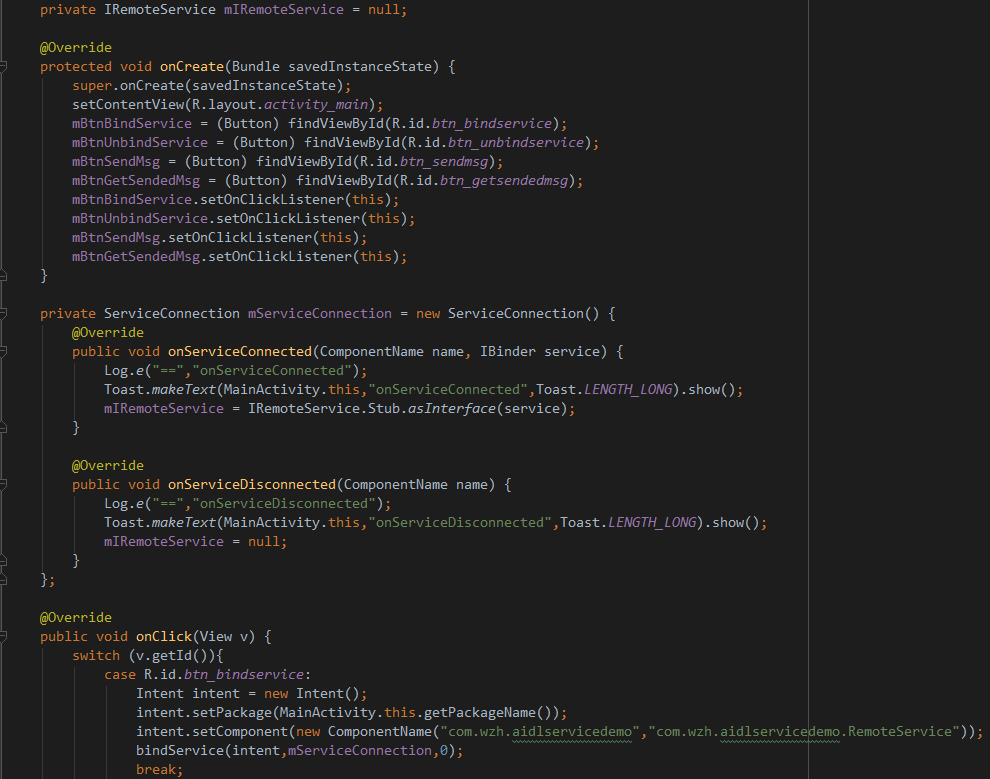 private IRemoteService mIRemoteService = null;
@Override
protected void onCreate(Bundle savedInstanceState) {
super.onCreate(savedInstanceState);
setContentView(R.layout.activity_main);
mBtnBindService = (Button) findViewById(R.id.btn_bindservice);
mBtnUnbindService = (Button) findViewById(R.id.btn_unbindservice);
mBtnSendMsg = (Button) findViewById(R.id.btn_sendmsg);
mBtnGetSendedMsg = (Button) findViewById(R.id.btn_getsendedmsg);
mBtnBindService.setOnClickListener(this);
mBtnUnbindService.setOnClickListener(this);
mBtnSendMsg.setOnClickListener(this);
mBtnGetSendedMsg.setOnClickListener(this);
}
private ServiceConnection mServiceConnection = new ServiceConnection() {
@Override
public void onServiceConnected(ComponentName name, IBinder service) {
Log.e("==","onServiceConnected");
Toast.makeText(MainActivity.this,"onServiceConnected",Toast.LENGTH_LONG).show();
mIRemoteService = IRemoteService.Stub.asInterface(service);
}
@Override
public void onServiceDisconnected(ComponentName name) {
Log.e("==","onServiceDisconnected");
Toast.makeText(MainActivity.this,"onServiceDisconnected",Toast.LENGTH_LONG).show();
mIRemoteService = null;
}
};
@Override
public void onClick(View v) {
switch (v.getId()){
case R.id.btn_bindservice:
Intent intent = new Intent();
intent.setPackage(MainActivity.this.getPackageName());
intent.setComponent(new ComponentName("com.wzh.aidlservicedemo","com.wzh.aidlservicedemo.RemoteService"));
bindService(intent,mServiceConnection,0);
break;